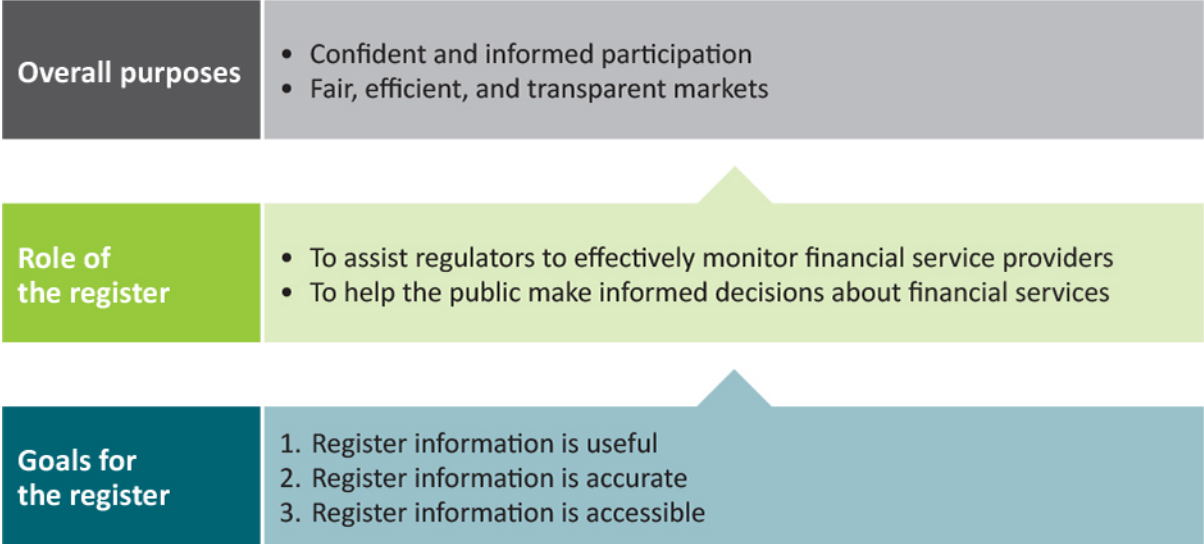 Overall purposes
• Confident and informed participation
• Fair, efficient, and transparent markets
Role of
the register
• To assist regulators to effectively monitor financial service providers
• To help the public make informed decisions about financial services
Goals for
the register
1. Register information is useful
2. Register information is accurate
3. Register information is accessible